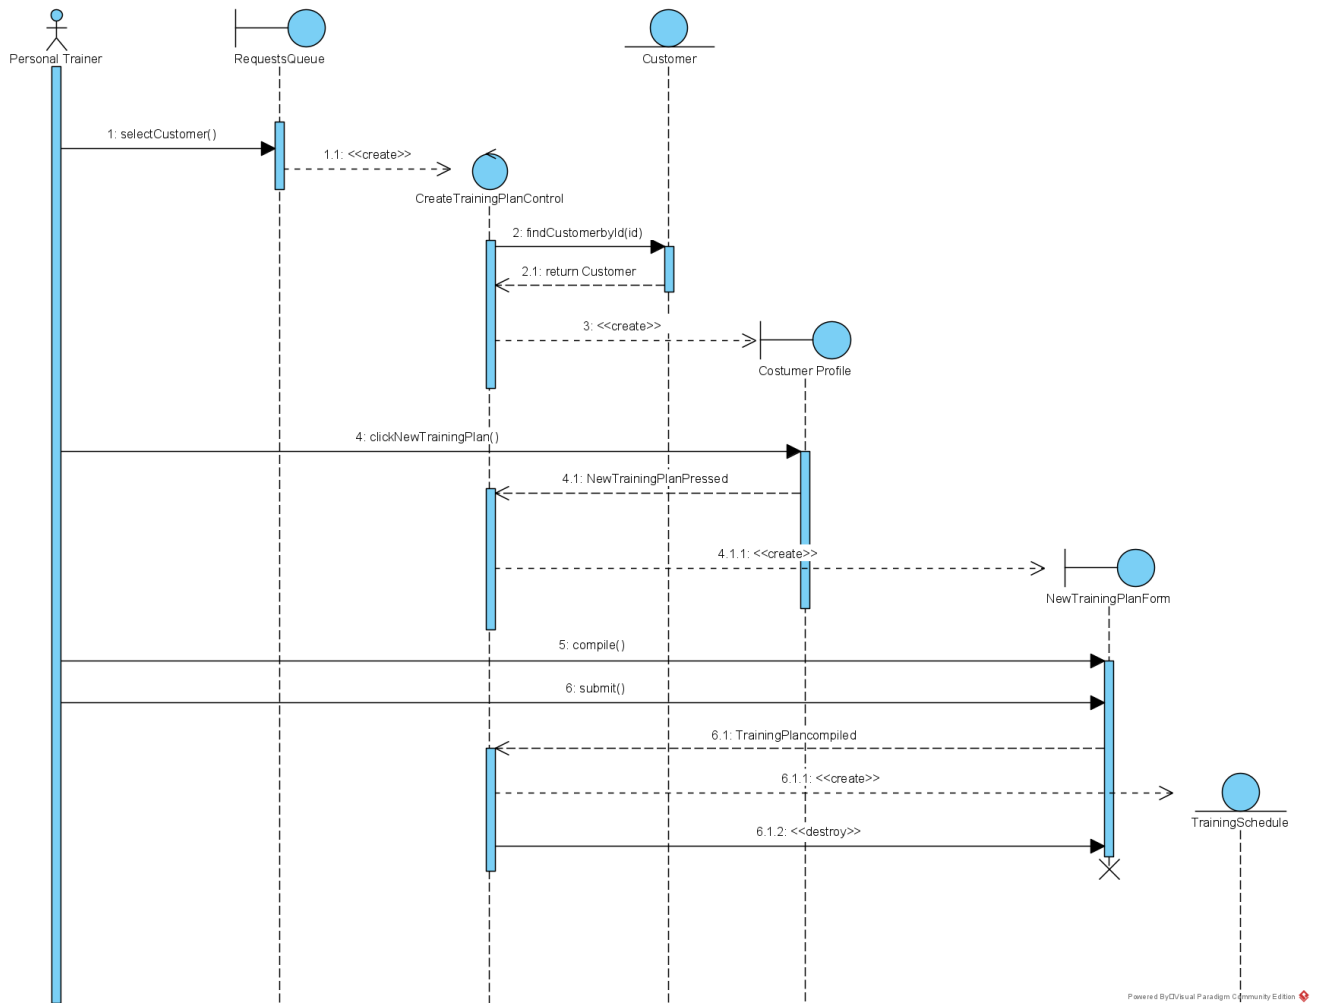 Personal Trainer
RequestsQueue
Customer
1: selectCustomer()
1.1: <<create>>
CreateTrainingPlanControl
2: findCustomerbyId(id)
2.1: return Customer
3: <<create>>
Costumer Profile
4: clickNewTrainingPlan()
4.1: NewTrainingPlanPressed
4.1.1: <<create>>
NewTrainingPlanForm
5: compile()
6: submit()
6.1: TrainingPlancompiled
6.1.1: <<create>>
TrainingSchedule
6.1.2: <<destroy>>
Powered By Visual Paradigm Community Edition